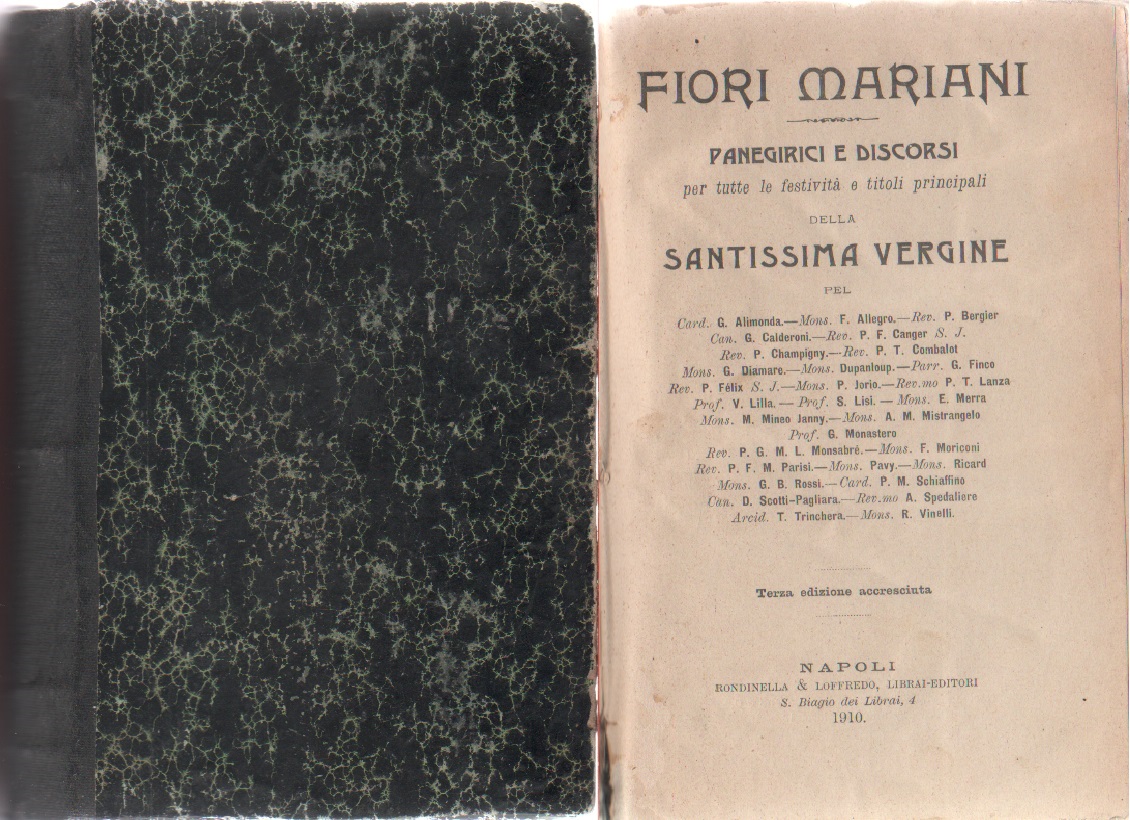 FIORI MARIANI
PANEGIRICI E DISCORSI
per tutte le festività e titoli principali
DELLA
SANTISSIMA VERGINE
PEL
Card. G. Alimonda.—Mons. F. Allegro.—Rev. P. Bergier
Can. G. Calderoni.—Rev. P. F. Canger S. J.
Rev. P. Champigny.—Rev. P. T. Combalot
Mons. G. Diamare.—Mons. Dupanloup.—Parr. G. Finco
Rev. P. Félix S. J.—Mons. P. Jorio.—Rev.mo P. T. Lanza
Prof. V. Lilla.—Prof. S. Lisi.—Mons. E. Merra
Mons. M. Mineo Janny.—Mons. A. M. Mistrangelo
Prof. G. Monastero
Rev. P. G. M. L. Monsabré.—Mons. F. Moriconi
Rev. P. F. M. Parisi.—Mons. Pavy.—Mons. Ricard
Mons. G. B. Rossi.—Card. P. M. Schiaffino
Can. D. Scotti-Pagliara.—Rev.mo A. Spedaliere
Arcid. T. Trinchera.—Mons. R. Vinelli.
Terza edizione accresciuta
NAPOLI
RONDINELLA & LOFFREDO, LIBRAI-EDITORI
S. Biagio dei Librai, 4
1910.